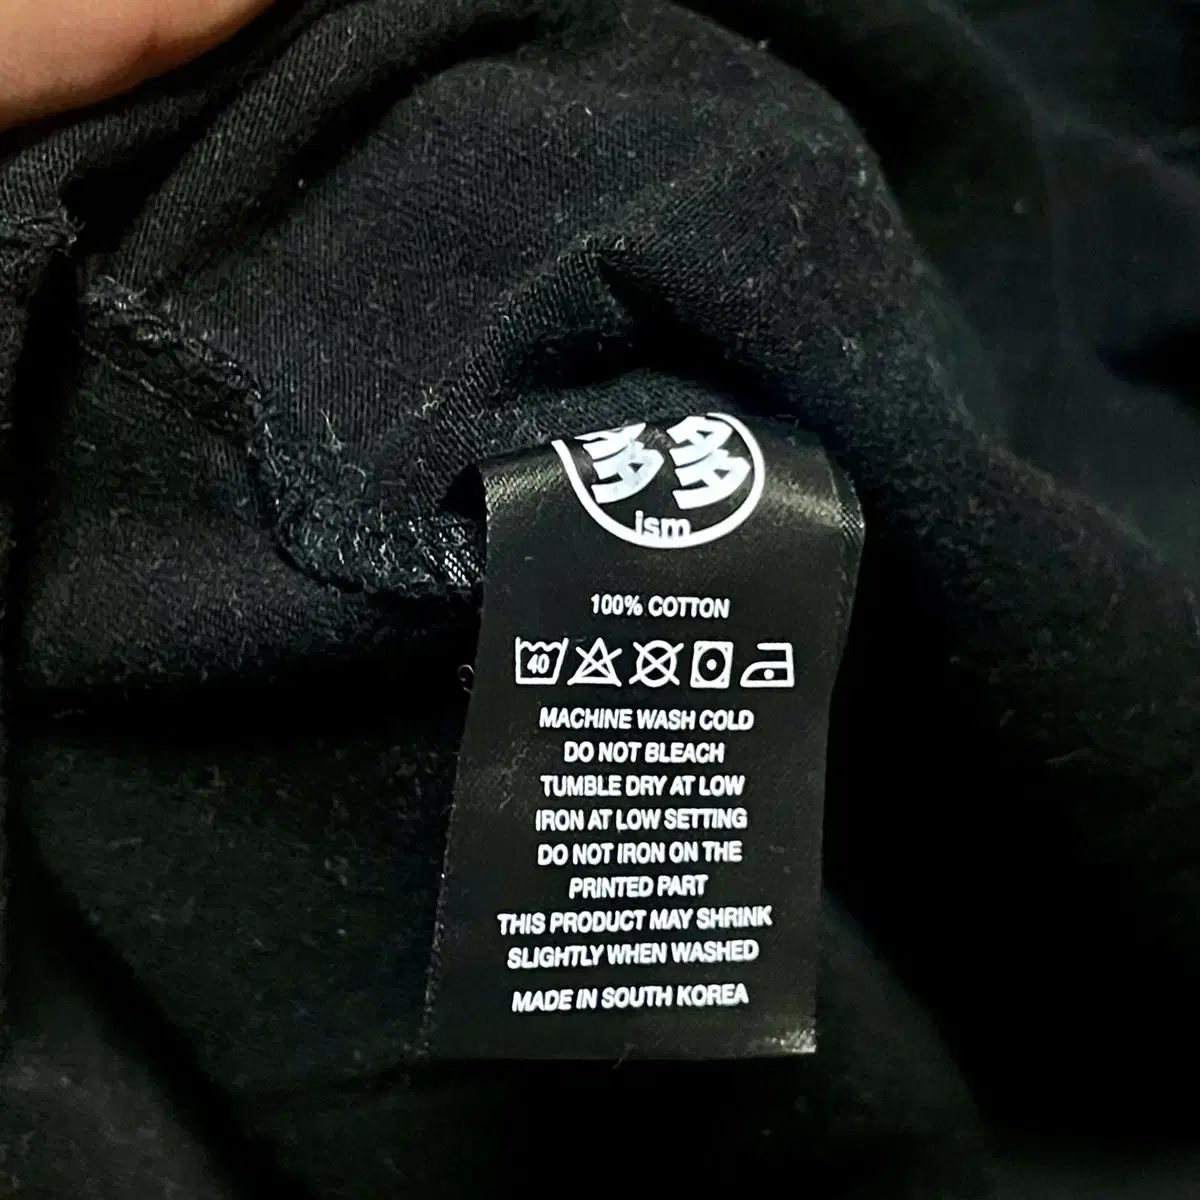 多多
ism
100% COTTON
40
MACHINE WASH COLD
DO NOT BLEACH
TUMBLE DRY AT LOW
IRON AT LOW SETTING
DO NOT IRON ON THE
PRINTED PART
THIS PRODUCT MAY SHRINK
SLIGHTLY WHEN WASHED
MADE IN SOUTH KOREA